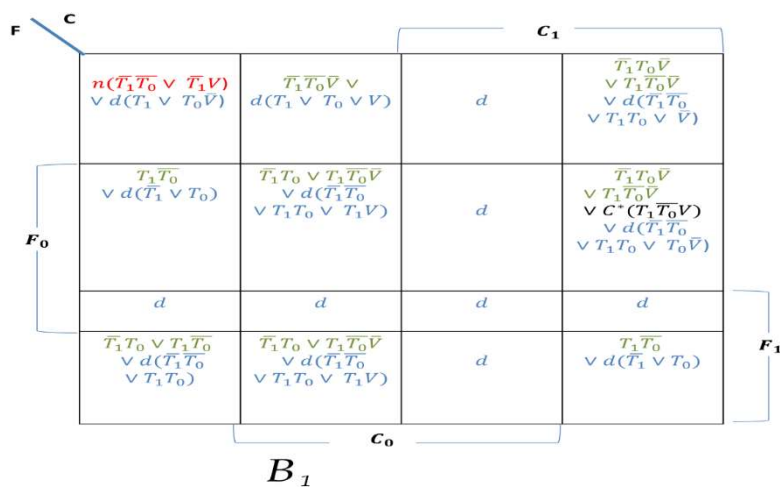 C
F
C₁
n(T̅₁T̅₀ ∨ T̅₁V)
∨ d(T₁ ∨ T₀V̅)
T̅₁T̅₀V̅ ∨
d(T₁ ∨ T₀ ∨ V)
d
T̅₁T₀V̅
∨ T₁T̅₀V̅
∨ d(T̅₁T̅₀
∨ T₁T₀ ∨ V̅)
F₀
T₁T̅₀
∨ d(T̅₁ ∨ T₀)
T̅₁T₀ ∨ T₁T̅₀V̅
∨ d(T̅₁T̅₀
∨ T₁T₀ ∨ T₁V)
d
T̅₁T₀V̅
∨ T₁T̅₀V̅
∨ C⁺(T₁T̅₀V)
∨ d(T̅₁T̅₀
∨ T₁T₀ ∨ T₀V̅)
d
d
d
d
F₁
T̅₁T₀ ∨ T₁T̅₀
∨ d(T̅₁T̅₀
∨ T₁T₀)
T̅₁T₀ ∨ T₁T̅₀V̅
∨ d(T̅₁T̅₀
∨ T₁T₀ ∨ T₁V)
d
T₁T̅₀
∨ d(T̅₁ ∨ T₀)
C₀
B₁